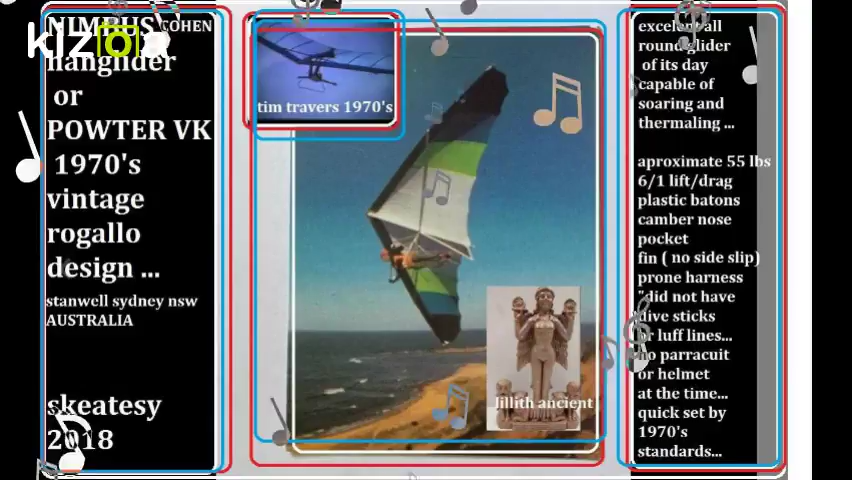 NIMBUS COHEN
kizoa
hanglider
or
POWTER VK
1970's
vintage
rogallo
design ...
stanwell sydney nsw
AUSTRALIA
skeatesy
2018
tim travers 1970's
lillith ancient
excelent all
round glider
of its day
capable of
soaring and
thermaling ...
aproximate 55 lbs
6/1 lift/drag
plastic batons
camber nose
pocket
fin ( no side slip)
prone harness
"did not have
dive sticks
or luff lines...
no parracuit
or helmet
at the time...
quick set by
1970's
standards...